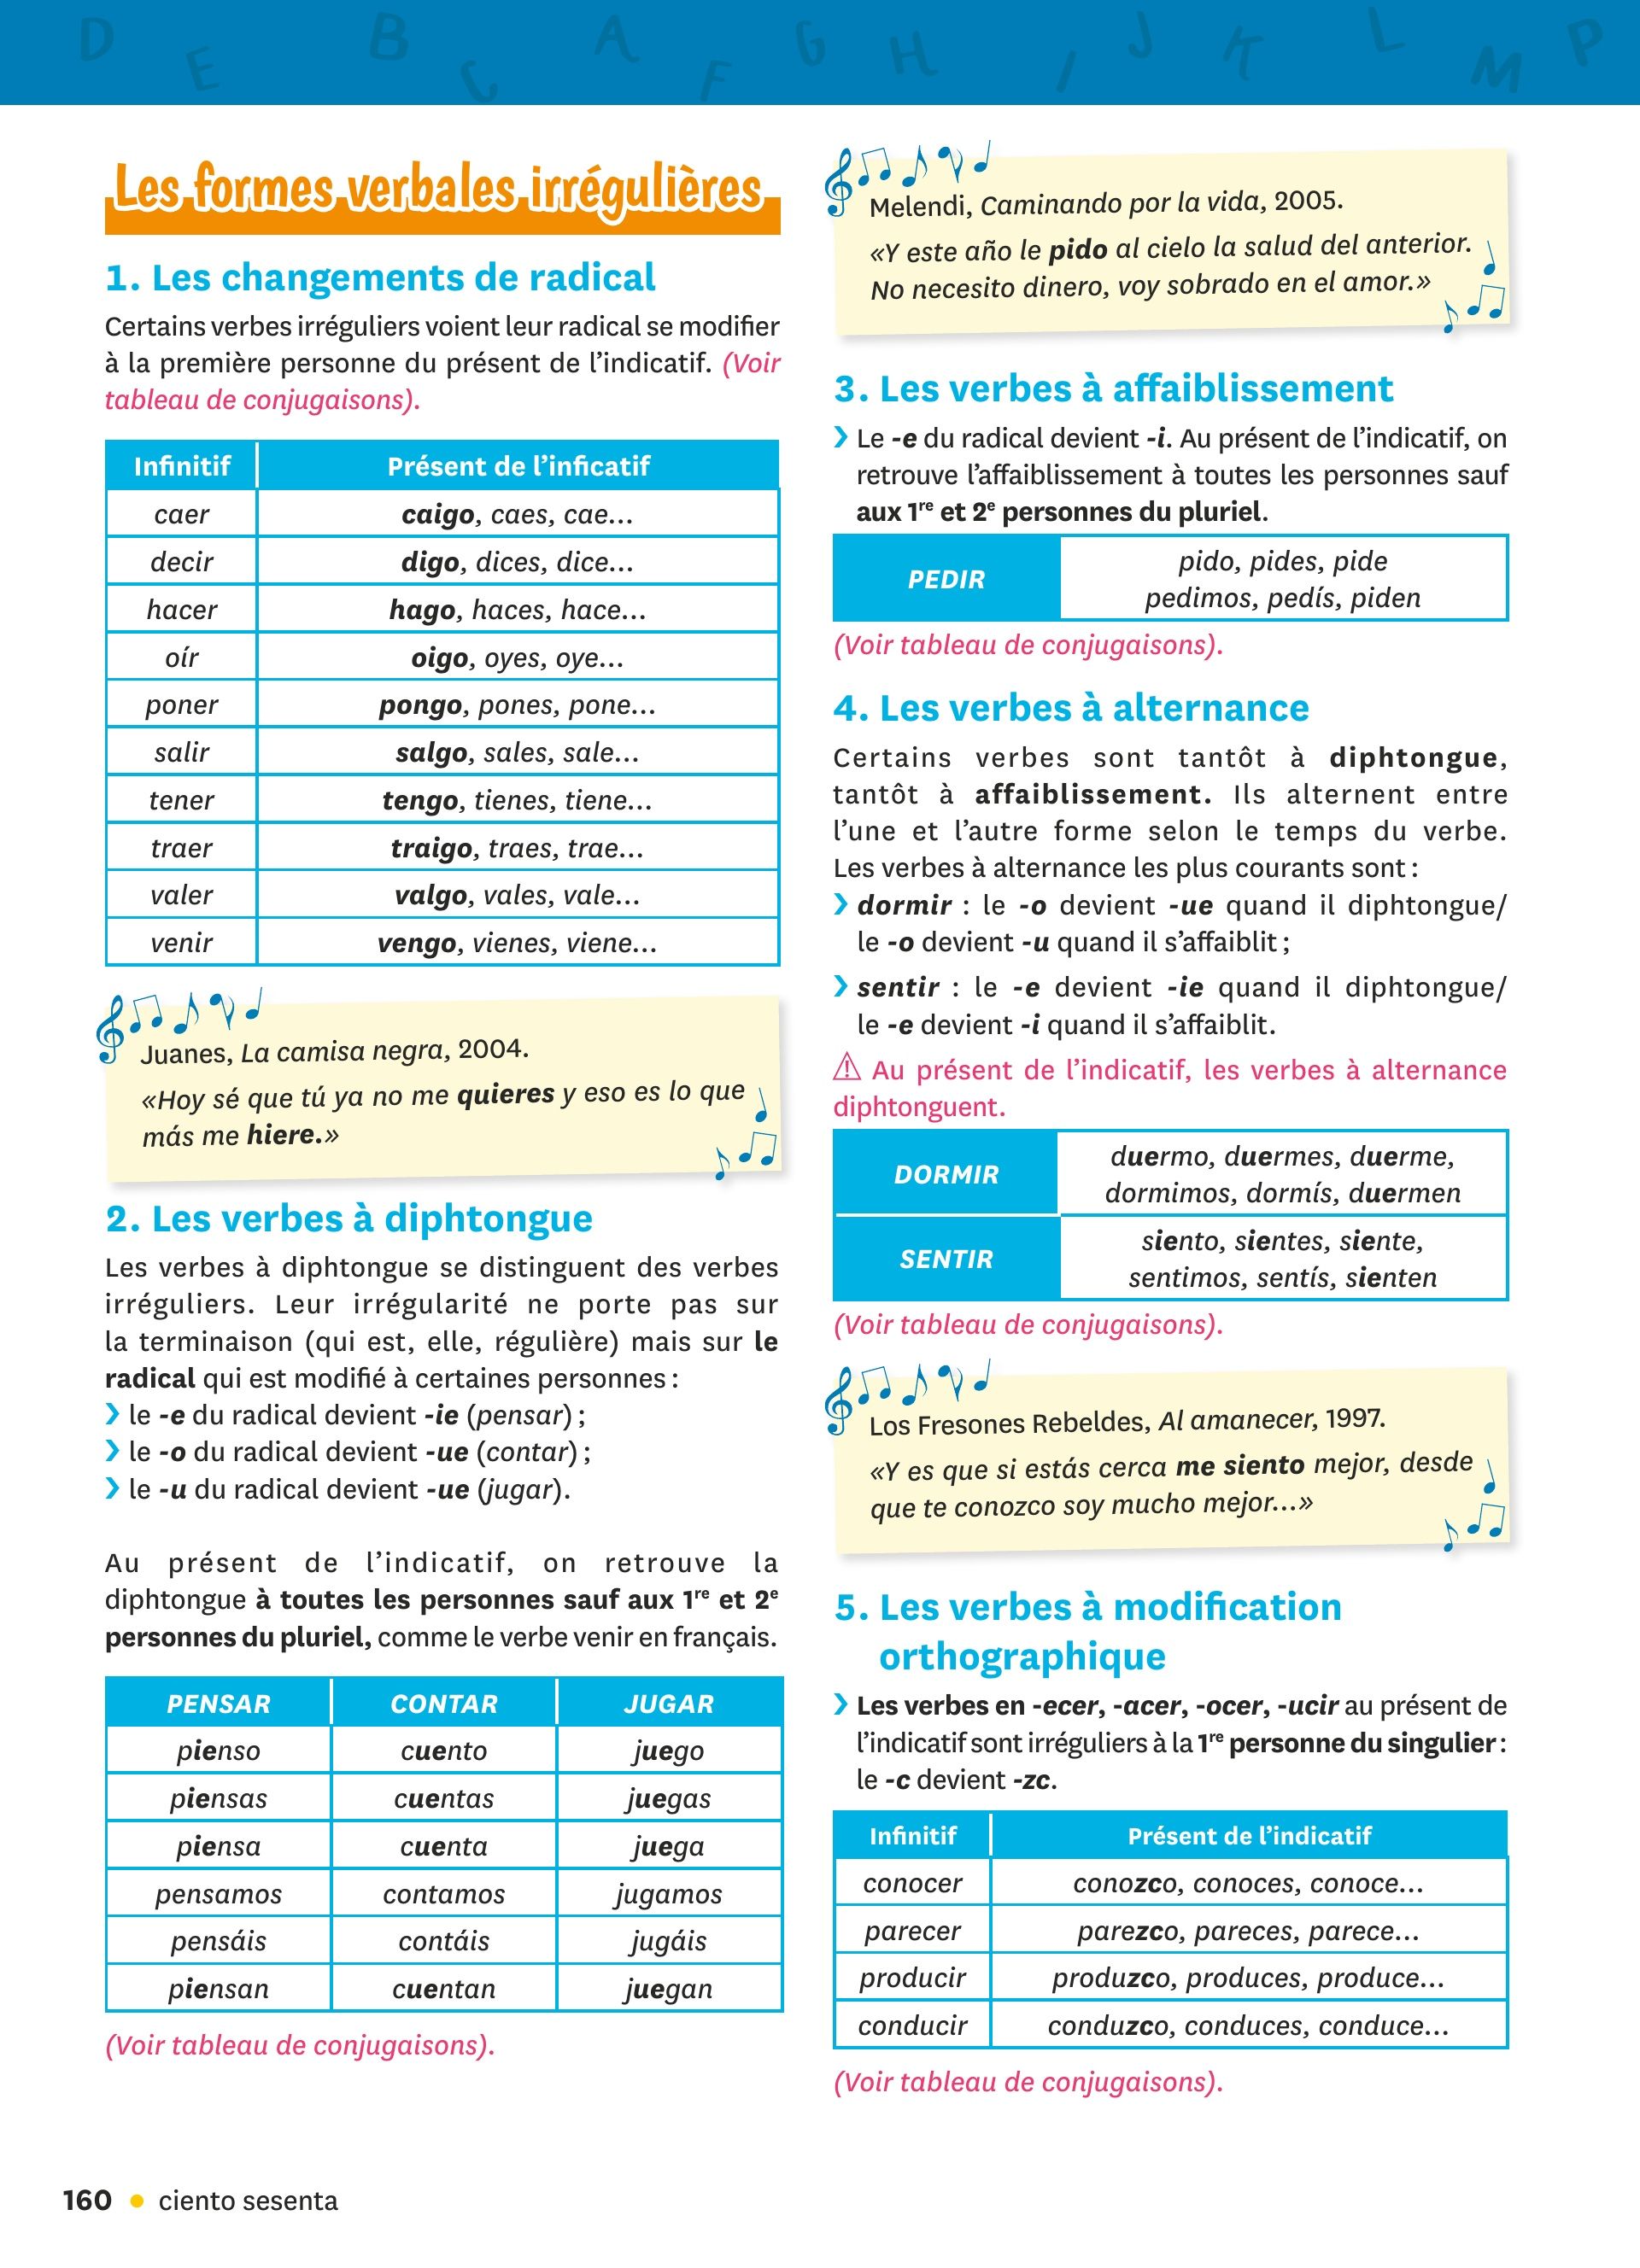 D E B C A F G H I J K L M P
Les formes verbales irrégulières
1. Les changements de radical
Certains verbes irréguliers voient leur radical se modifier
à la première personne du présent de l’indicatif. (Voir
tableau de conjugaisons).
Infinitif Présent de l’inficatif
caer caigo, caes, cae…
decir digo, dices, dice…
hacer hago, haces, hace…
oír oigo, oyes, oye…
poner pongo, pones, pone…
salir salgo, sales, sale…
tener tengo, tienes, tiene…
traer traigo, traes, trae…
valer valgo, vales, vale…
venir vengo, vienes, viene…
Juanes, La camisa negra, 2004.
«Hoy sé que tú ya no me quieres y eso es lo que
más me hiere.»
2. Les verbes à diphtongue
Les verbes à diphtongue se distinguent des verbes
irréguliers. Leur irrégularité ne porte pas sur
la terminaison (qui est, elle, régulière) mais sur le
radical qui est modifié à certaines personnes :
› le -e du radical devient -ie (pensar) ;
› le -o du radical devient -ue (contar) ;
› le -u du radical devient -ue (jugar).
Au présent de l’indicatif, on retrouve la
diphtongue à toutes les personnes sauf aux 1re et 2e
personnes du pluriel, comme le verbe venir en français.
PENSAR CONTAR JUGAR
pienso cuento juego
piensas cuentas juegas
piensa cuenta juega
pensamos contamos jugamos
pensáis contáis jugáis
piensan cuentan juegan
(Voir tableau de conjugaisons).
Melendi, Caminando por la vida, 2005.
«Y este año le pido al cielo la salud del anterior.
No necesito dinero, voy sobrado en el amor.»
3. Les verbes à affaiblissement
› Le -e du radical devient -i. Au présent de l’indicatif, on
retrouve l’affaiblissement à toutes les personnes sauf
aux 1re et 2e personnes du pluriel.
PEDIR
pido, pides, pide
pedimos, pedís, piden
(Voir tableau de conjugaisons).
4. Les verbes à alternance
Certains verbes sont tantôt à diphtongue,
tantôt à affaiblissement. Ils alternent entre
l’une et l’autre forme selon le temps du verbe.
Les verbes à alternance les plus courants sont :
› dormir : le -o devient -ue quand il diphtongue/
le -o devient -u quand il s’affaiblit ;
› sentir : le -e devient -ie quand il diphtongue/
le -e devient -i quand il s’affaiblit.
⚠ Au présent de l’indicatif, les verbes à alternance
diphtonguent.
DORMIR
duermo, duermes, duerme,
dormimos, dormís, duermen
SENTIR
siento, sientes, siente,
sentimos, sentís, sienten
(Voir tableau de conjugaisons).
Los Fresones Rebeldes, Al amanecer, 1997.
«Y es que si estás cerca me siento mejor, desde
que te conozco soy mucho mejor…»
5. Les verbes à modification
orthographique
› Les verbes en -ecer, -acer, -ocer, -ucir au présent de
l’indicatif sont irréguliers à la 1re personne du singulier :
le -c devient -zc.
Infinitif Présent de l’indicatif
conocer conozco, conoces, conoce…
parecer parezco, pareces, parece…
producir produzco, produces, produce…
conducir conduzco, conduces, conduce…
(Voir tableau de conjugaisons).
160 • ciento sesenta